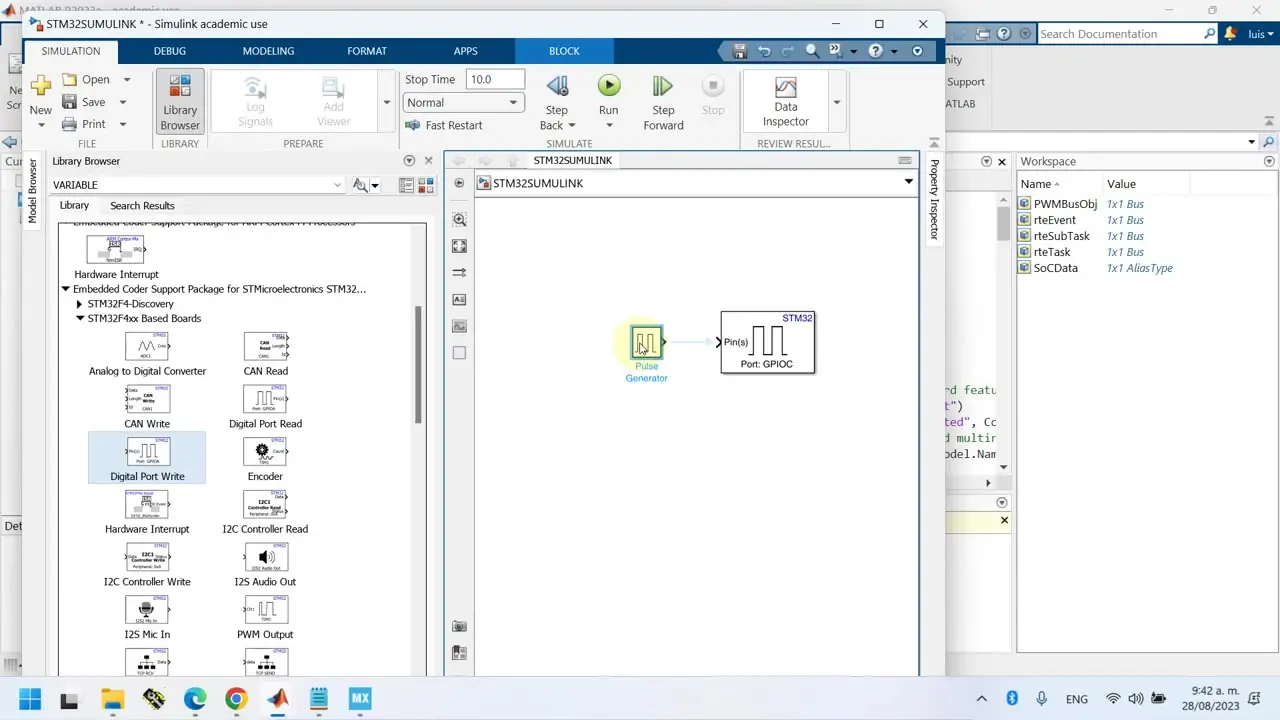 MATLAB R2023a - academic use
STM32SUMULINK * - Simulink academic use
SIMULATION
DEBUG
MODELING
FORMAT
APPS
BLOCK
Search Documentation
luis
New
Open
Save
Print
FILE
Library
Browser
LIBRARY
Log
Signals
Add
Viewer
PREPARE
Stop Time 10.0
Normal
Fast Restart
Step
Back
Run
Step
Forward
Stop
SIMULATE
Data
Inspector
REVIEW RESUL...
Support
Library Browser
VARIABLE
Library
Search Results
Model Browser
Property Inspector
Hardware Interrupt
Embedded Coder Support Package for STMicroelectronics STM32...
STM32F4-Discovery
STM32F4xx Based Boards
Analog to Digital Converter
CAN Read
CAN Write
Digital Port Read
Digital Port Write
Encoder
Hardware Interrupt
I2C Controller Read
I2C Controller Write
I2S Audio Out
I2S Mic In
PWM Output
STM32SUMULINK
STM32SUMULINK
Pulse
Generator
STM32
Pin(s)
Port: GPIOC
Workspace
Name
Value
PWMBusObj 1x1 Bus
rteEvent 1x1 Bus
rteSubTask 1x1 Bus
rteTask 1x1 Bus
SoCData 1x1 AliasType
MX
ENG
9:42 a. m.
28/08/2023